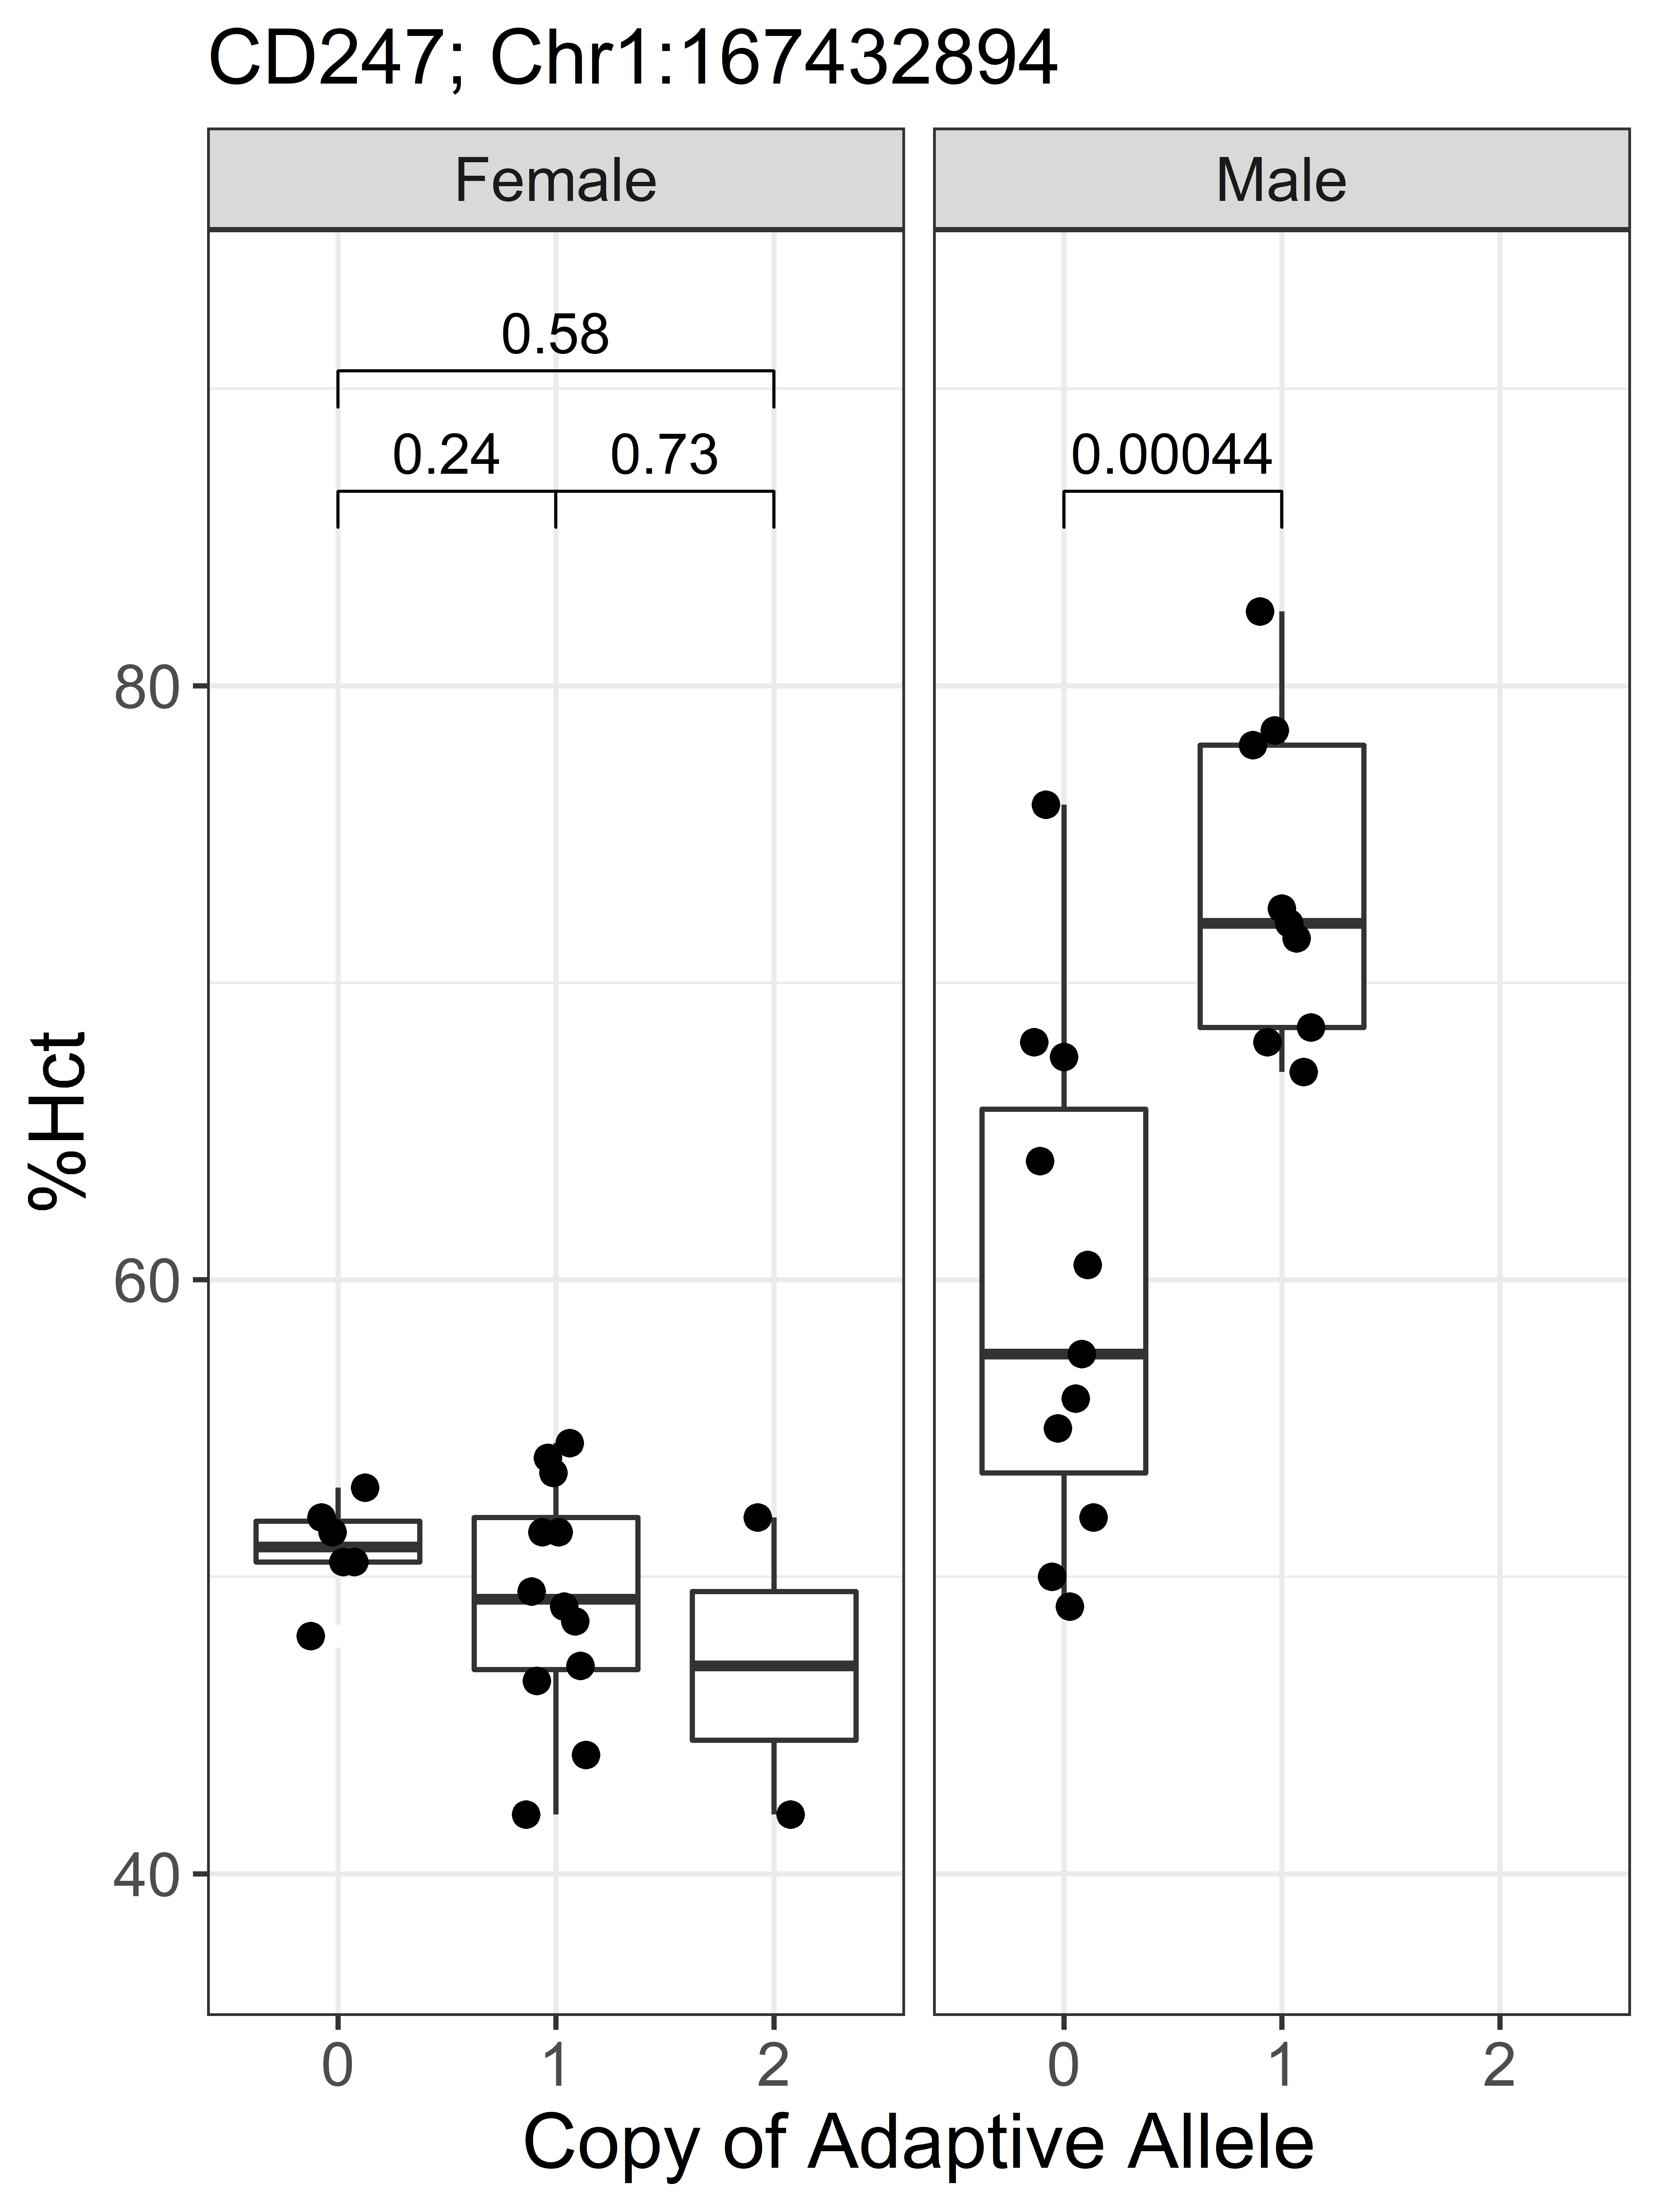 CD247; Chr1:167432894
Female
Male
0.58
0.24
0.73
0.00044
80
60
40
%Hct
0
1
2
0
1
2
Copy of Adaptive Allele